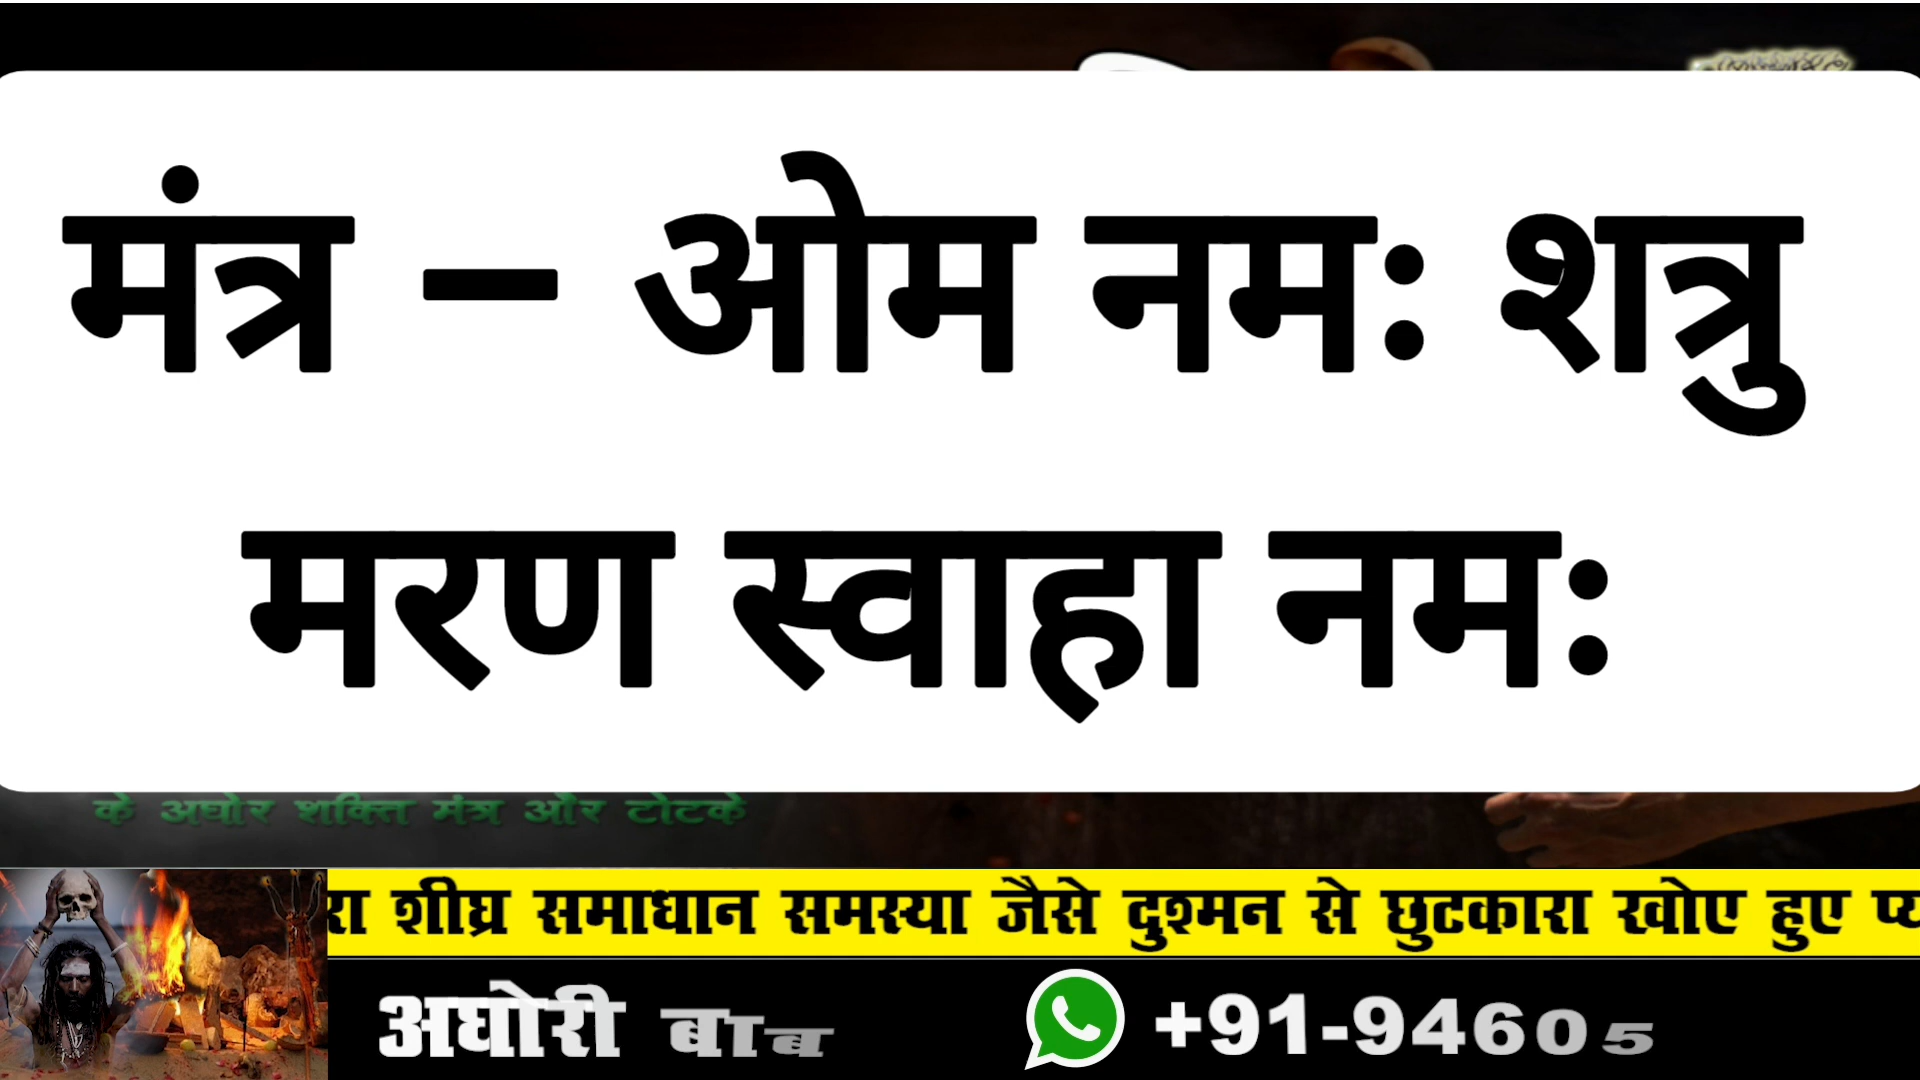 मंत्र – ओम नमः शत्रु
मरण स्वाहा नमः
के अघोर शक्ति मंत्र और टोटके
रा शीघ्र समाधान समस्या जैसे दुश्मन से छुटकारा खोए हुए प्य
अघोरी बाब
+91-94605